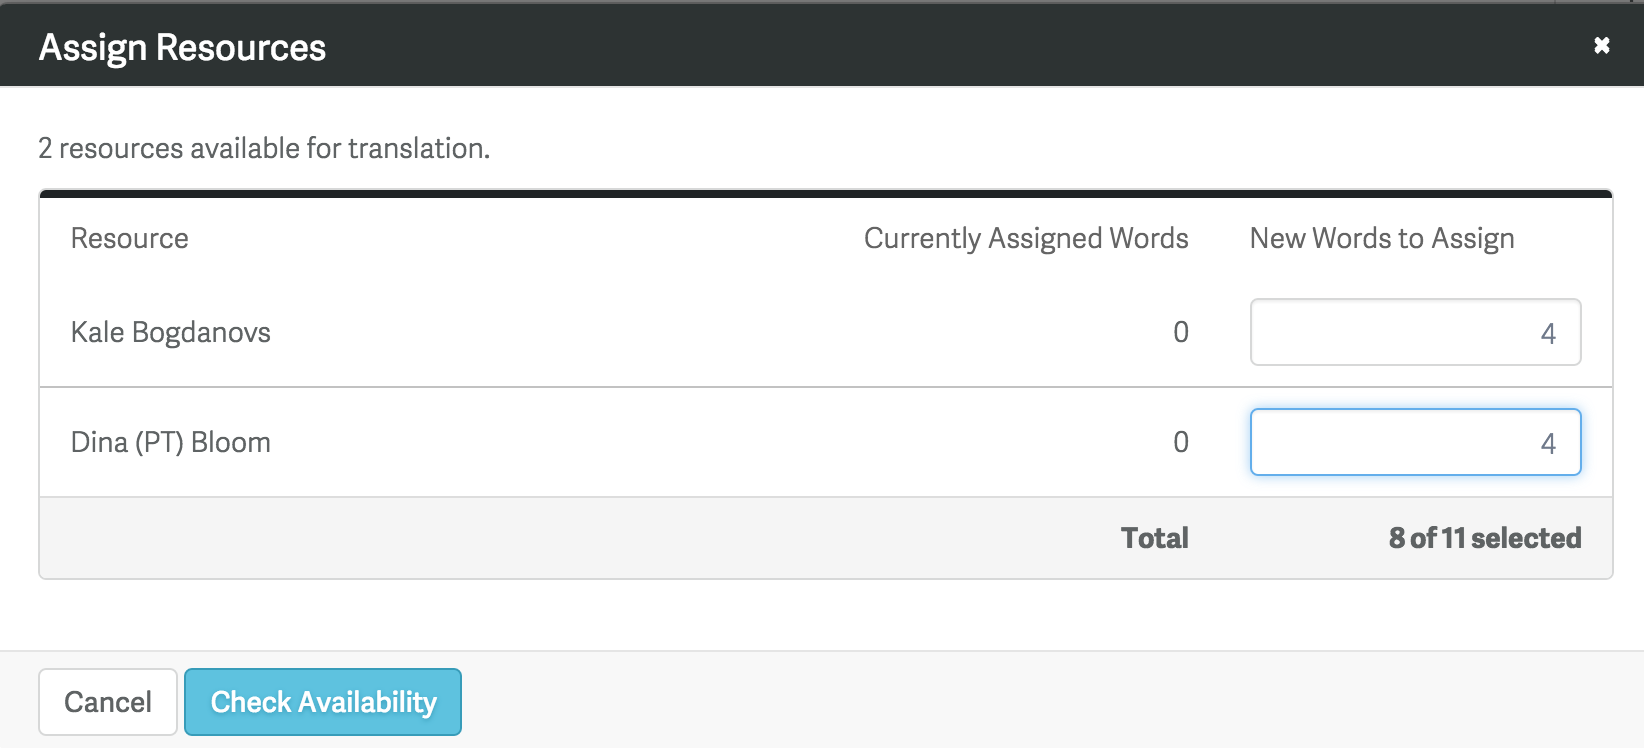 Assign Resources
2 resources available for translation.
Resource Currently Assigned Words New Words to Assign
Kale Bogdanovs 0 4
Dina (PT) Bloom 0 4
Total 8 of 11 selected
Cancel Check Availability